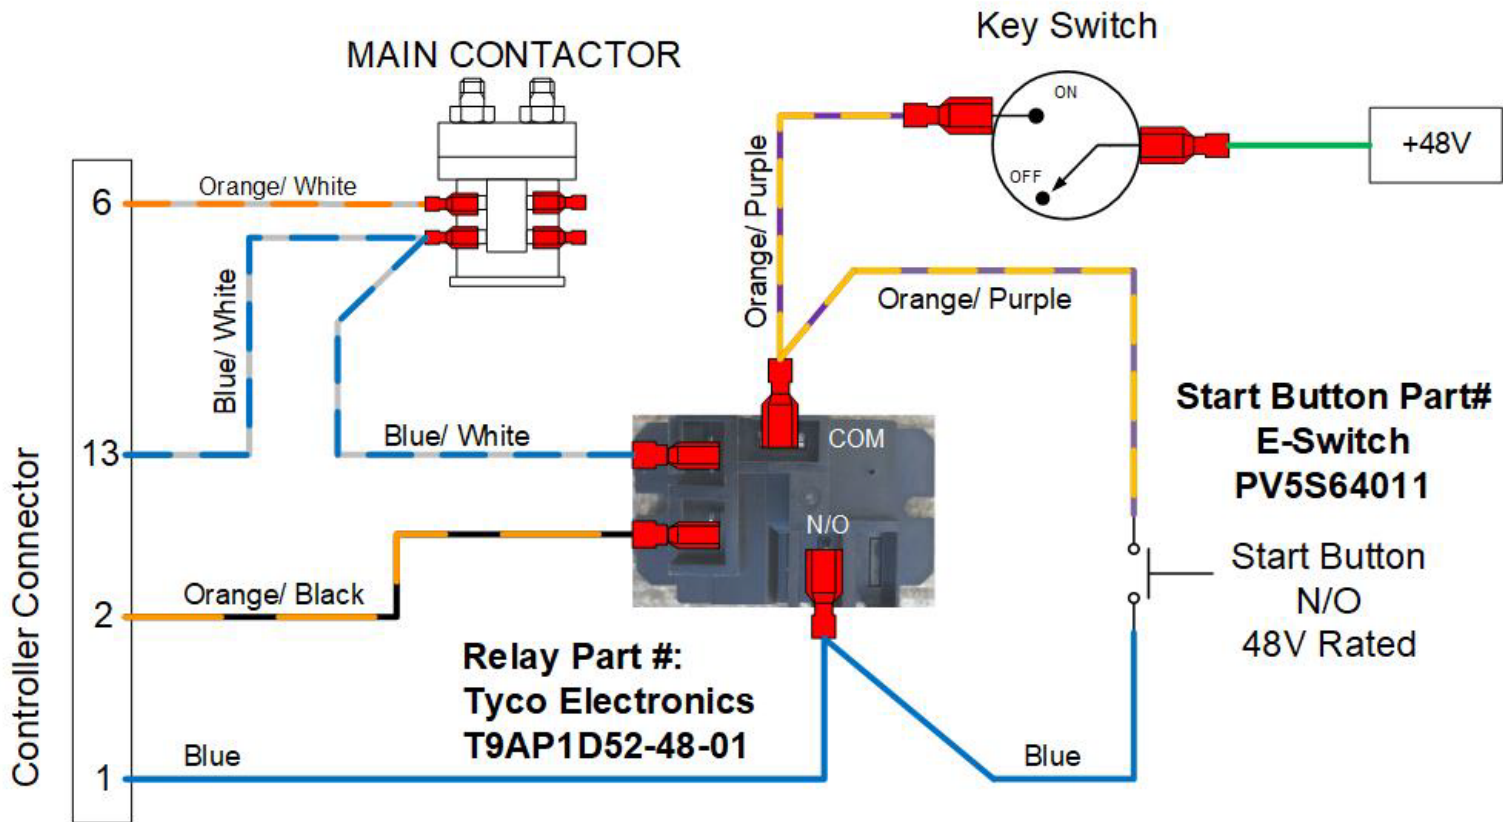 Key Switch
MAIN CONTACTOR
ON
OFF
+48V
6
Orange/ White
Orange/ Purple
Orange/ Purple
Blue/ White
13
Blue/ White
COM
N/O
Start Button Part#
E-Switch
PV5S64011
Start Button
N/O
48V Rated
Controller Connector
2
Orange/ Black
Relay Part #:
Tyco Electronics
T9AP1D52-48-01
1
Blue
Blue